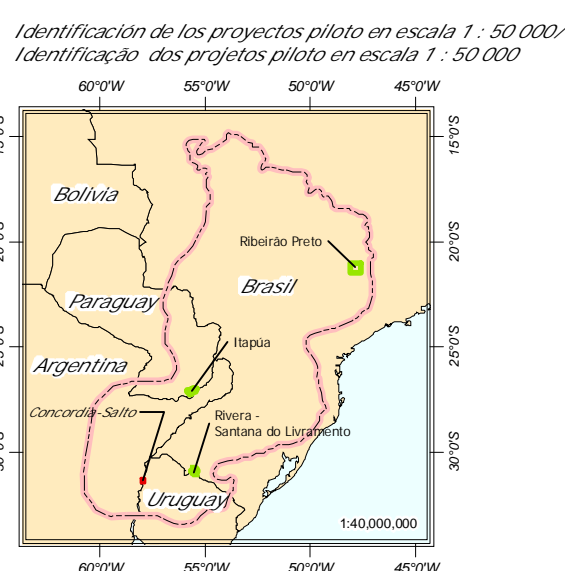 Identificación de los proyectos piloto en escala 1 : 50 000/
Identificação dos projetos piloto en escala 1 : 50 000
60°0'W 55°0'W 50°0'W 45°0'W
15°0'S
Bolivia
Ribeirão Preto
20°0'S
Brasil
Paraguay
Itapúa
25°0'S
Argentina
Concordia-Salto
Rivera -
Santana do Livramento
30°0'S
Uruguay
1:40,000,000
60°0'W 55°0'W 50°0'W 45°0'W